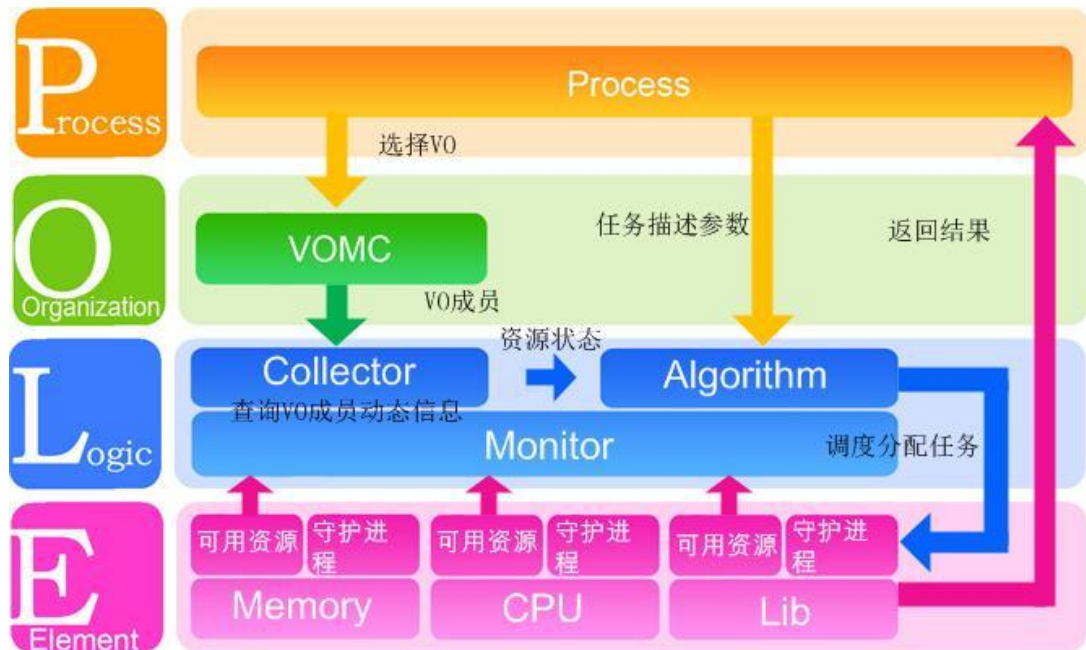 Process
Process
选择VO
Organization
VOMC
任务描述参数
返回结果
VO成员
Logic
资源状态
Collector
Algorithm
查询VO成员动态信息
Monitor
调度分配任务
Element
可用资源
守护进
程
可用资源
守护进
程
可用资源
守护进
程
Memory
CPU
Lib